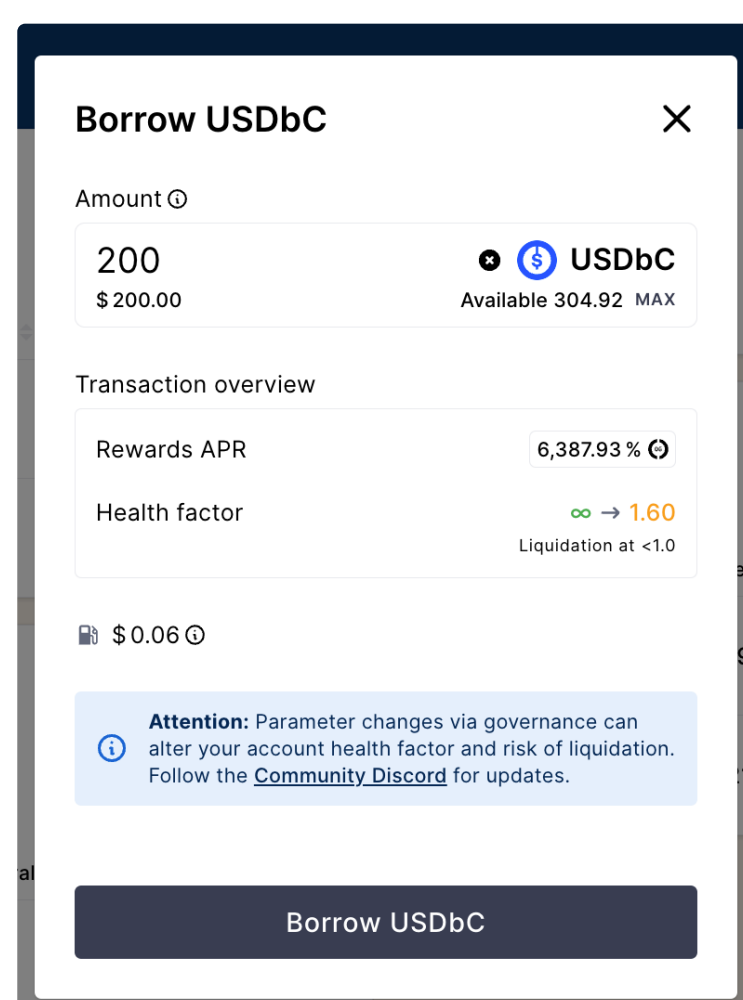 Borrow USDbC
Amount
200 USDbC
$ 200.00 Available 304.92 MAX
Transaction overview
Rewards APR 6,387.93 %
Health factor ∞ → 1.60
Liquidation at <1.0
$ 0.06
Attention: Parameter changes via governance can
alter your account health factor and risk of liquidation.
Follow the Community Discord for updates.
Borrow USDbC